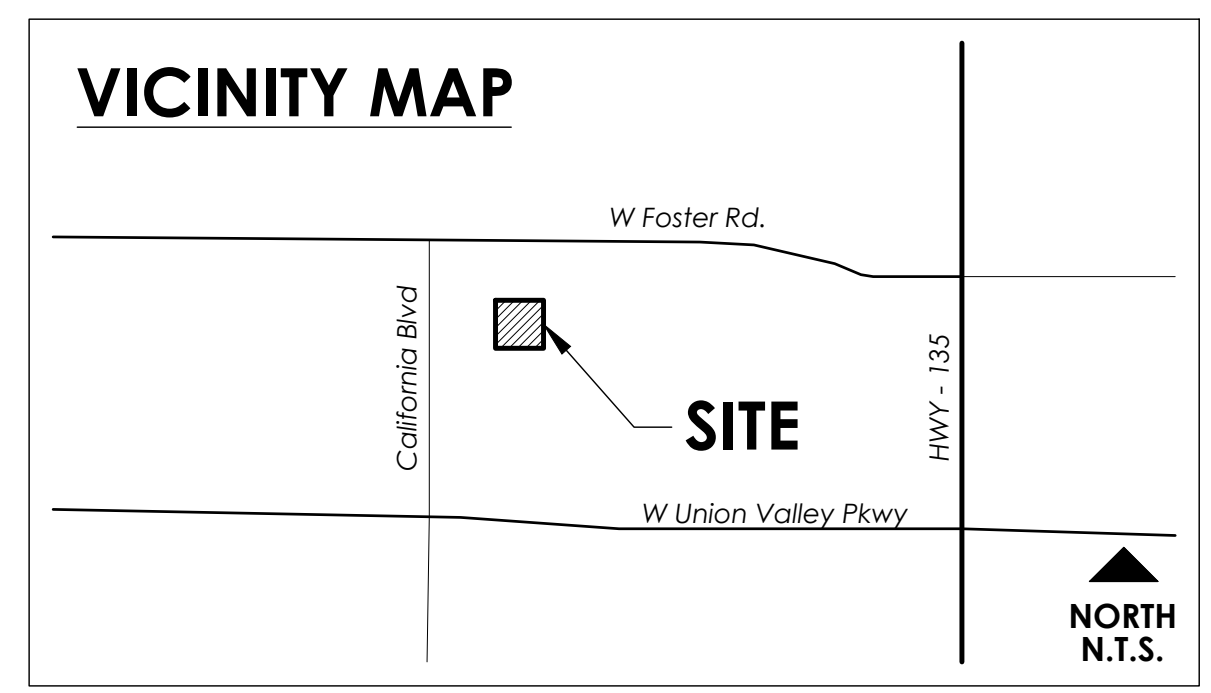 VICINITY MAP
W Foster Rd.
California Blvd
SITE
HWY - 135
W Union Valley Pkwy
NORTH
N.T.S.